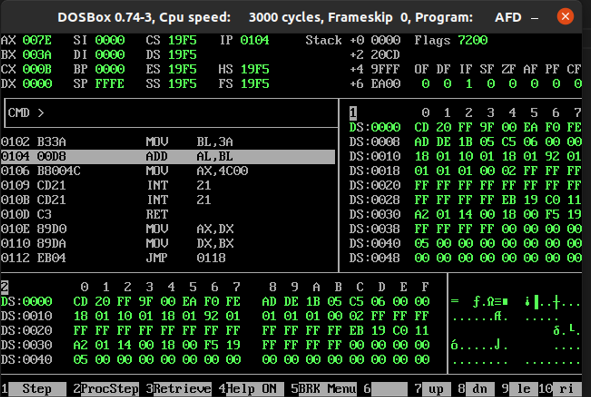 DOSBox 0.74-3, Cpu speed: 3000 cycles, Frameskip 0, Program: AFD
AX 007E SI 0000 CS 19F5 IP 0104 Stack +0 0000 Flags 7200
BX 003A DI 0000 DS 19F5 +2 20CD
CX 000B BP 0000 ES 19F5 HS 19F5 +4 9FFF OF DF IF SF ZF AF PF CF
DX 0000 SP FFFE SS 19F5 FS 19F5 +6 EA00 0 0 1 0 0 0 0 0
CMD >
0102 B33A MOV BL,3A
0104 00D8 ADD AL,BL
0106 B8004C MOV AX,4C00
0109 CD21 INT 21
010B CD21 INT 21
010D C3 RET
010E 89D0 MOV AX,DX
0110 89DA MOV DX,BX
0112 EB04 JMP 0118
1 0 1 2 3 4 5 6 7
DS:0000 CD 20 FF 9F 00 EA F0 FE
DS:0008 AD DE 1B 05 C5 06 00 00
DS:0010 18 01 10 01 18 01 92 01
DS:0018 01 01 01 00 02 FF FF FF
DS:0020 FF FF FF FF FF FF FF FF
DS:0028 FF FF FF FF EB 19 C0 11
DS:0030 A2 01 14 00 18 00 F5 19
DS:0038 FF FF FF FF 00 00 00 00
DS:0040 05 00 00 00 00 00 00 00
DS:0048 00 00 00 00 00 00 00 00
2 0 1 2 3 4 5 6 7 8 9 A B C D E F
DS:0000 CD 20 FF 9F 00 EA F0 FE AD DE 1B 05 C5 06 00 00
DS:0010 18 01 10 01 18 01 92 01 01 01 01 00 02 FF FF FF
DS:0020 FF FF FF FF FF FF FF FF FF FF FF FF EB 19 C0 11
DS:0030 A2 01 14 00 18 00 F5 19 FF FF FF FF 00 00 00 00
DS:0040 05 00 00 00 00 00 00 00 00 00 00 00 00 00 00 00
1 Step 2ProcStep 3Retrieve 4Help ON 5BRK Menu 6 7 up 8 dn 9 le 10 ri